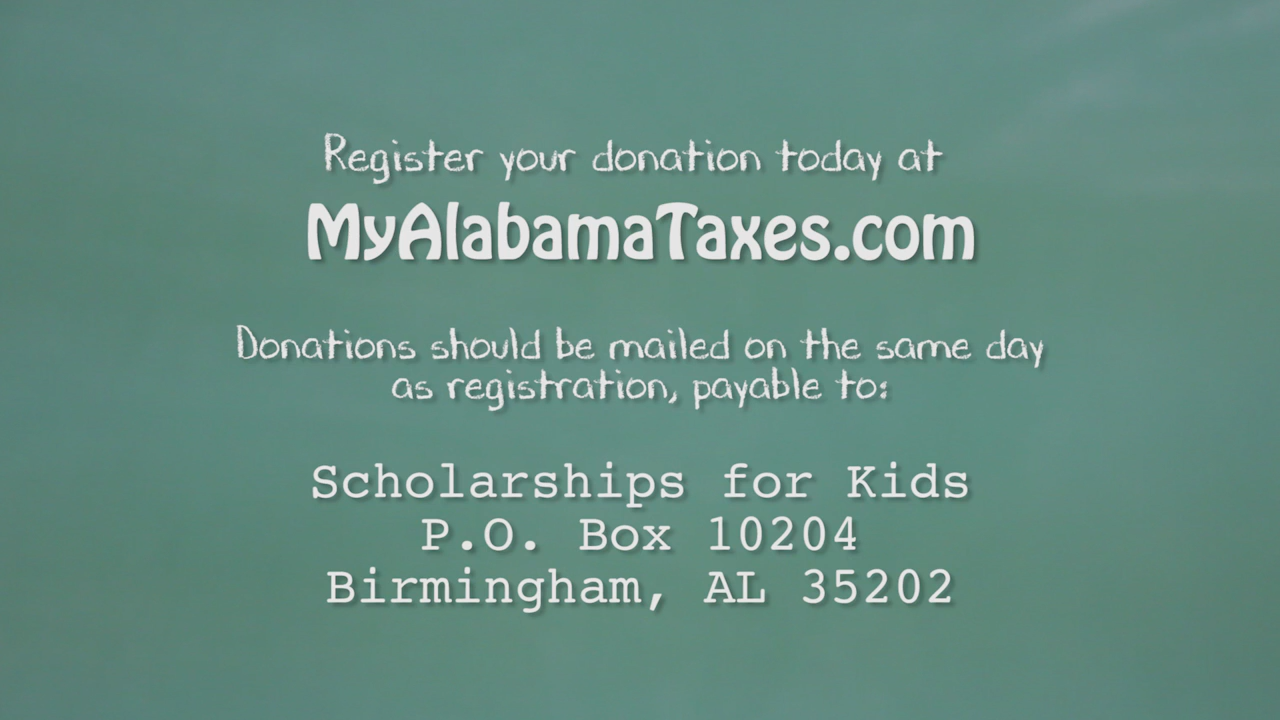 Register your donation today at
MyAlabamaTaxes.com
Donations should be mailed on the same day
as registration, payable to:
Scholarships for Kids
P.O. Box 10204
Birmingham, AL 35202